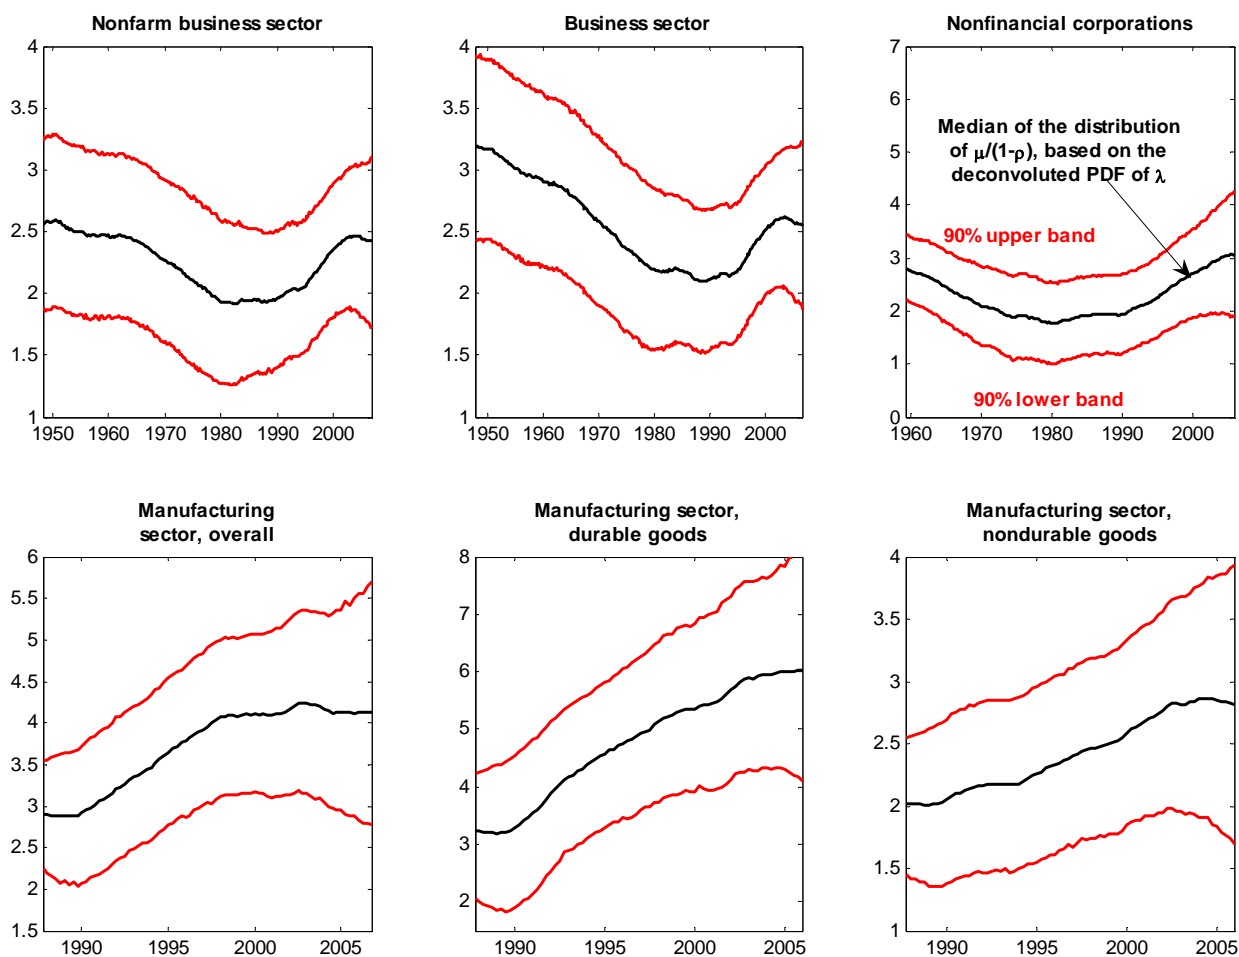 Nonfarm business sector
4
3.5
3
2.5
2
1.5
1
1950 1960 1970 1980 1990 2000
Business sector
4
3.5
3
2.5
2
1.5
1
1950 1960 1970 1980 1990 2000
Nonfinancial corporations
7
6
5
4
3
2
1
0
Median of the distribution
of μ/(1-ρ), based on the
deconvoluted PDF of λ
90% upper band
90% lower band
1960 1970 1980 1990 2000
Manufacturing
sector, overall
6
5.5
5
4.5
4
3.5
3
2.5
2
1.5
1990 1995 2000 2005
Manufacturing sector,
durable goods
8
7
6
5
4
3
2
1990 1995 2000 2005
Manufacturing sector,
nondurable goods
4
3.5
3
2.5
2
1.5
1
1990 1995 2000 2005